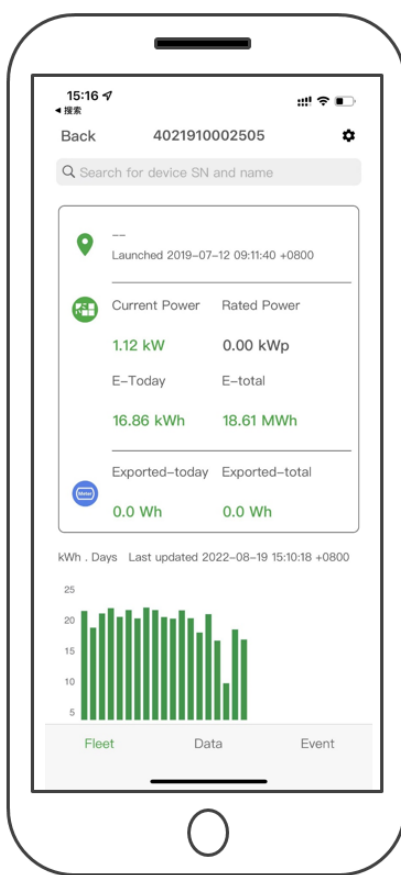 15:16
◀ 搜索
Back 4021910002505
Search for device SN and name
--
Launched 2019-07-12 09:11:40 +0800
Current Power Rated Power
1.12 kW 0.00 kWp
E-Today E-total
16.86 kWh 18.61 MWh
Exported-today Exported-total
Meter
0.0 Wh 0.0 Wh
kWh . Days Last updated 2022-08-19 15:10:18 +0800
25
20
15
10
5
Fleet Data Event